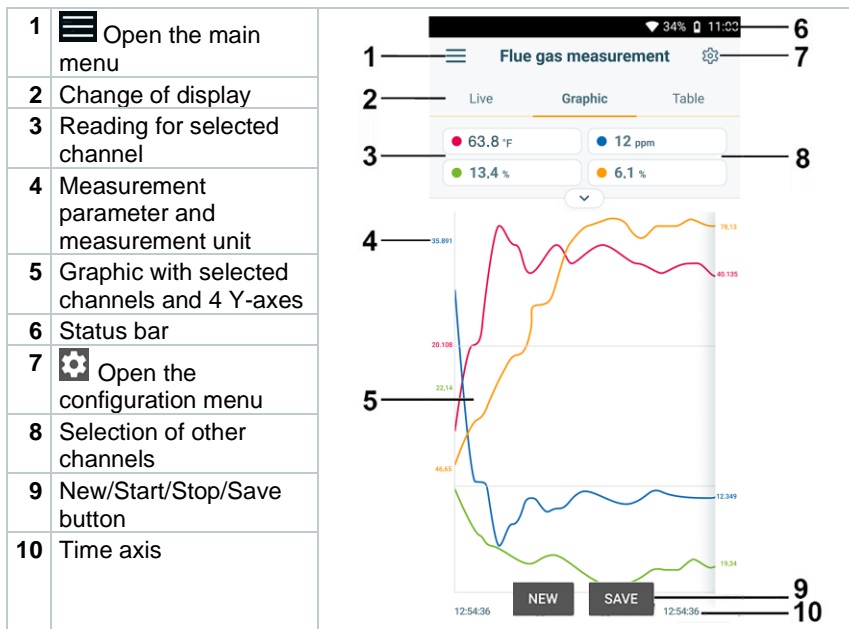 1 Open the main
menu
2 Change of display
3 Reading for selected
channel
4 Measurement
parameter and
measurement unit
5 Graphic with selected
channels and 4 Y-axes
6 Status bar
7 Open the
configuration menu
8 Selection of other
channels
9 New/Start/Stop/Save
button
10 Time axis
34% 11:03 6
1 Flue gas measurement 7
2 Live Graphic Table
63.8 °F 12 ppm
3 8
13,4 % 6,1 %
78,13
4 35.891
40.135
20.108
22,14
5
46,65
12.349
19,34
NEW SAVE 9
12:54:36 12:54:36 10